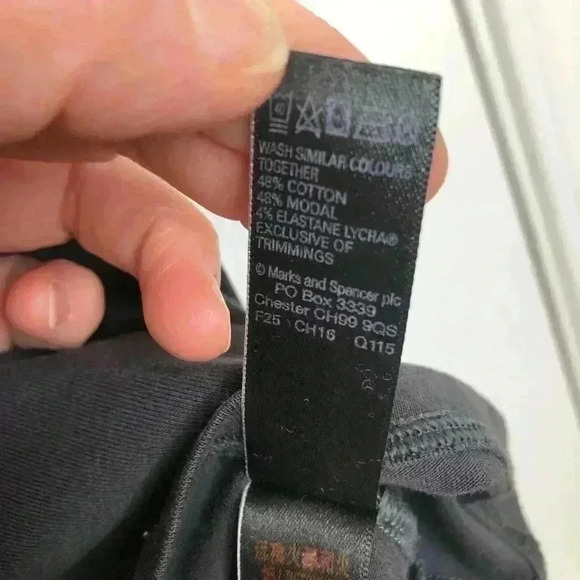 WASH SIMILAR COLOURS
TOGETHER
48% COTTON
48% MODAL
4% ELASTANE LYCRA®
EXCLUSIVE OF
TRIMMINGS
© Marks and Spencer plc
PO Box 3339
Chester CH99 9QS
F25 CH16 Q115